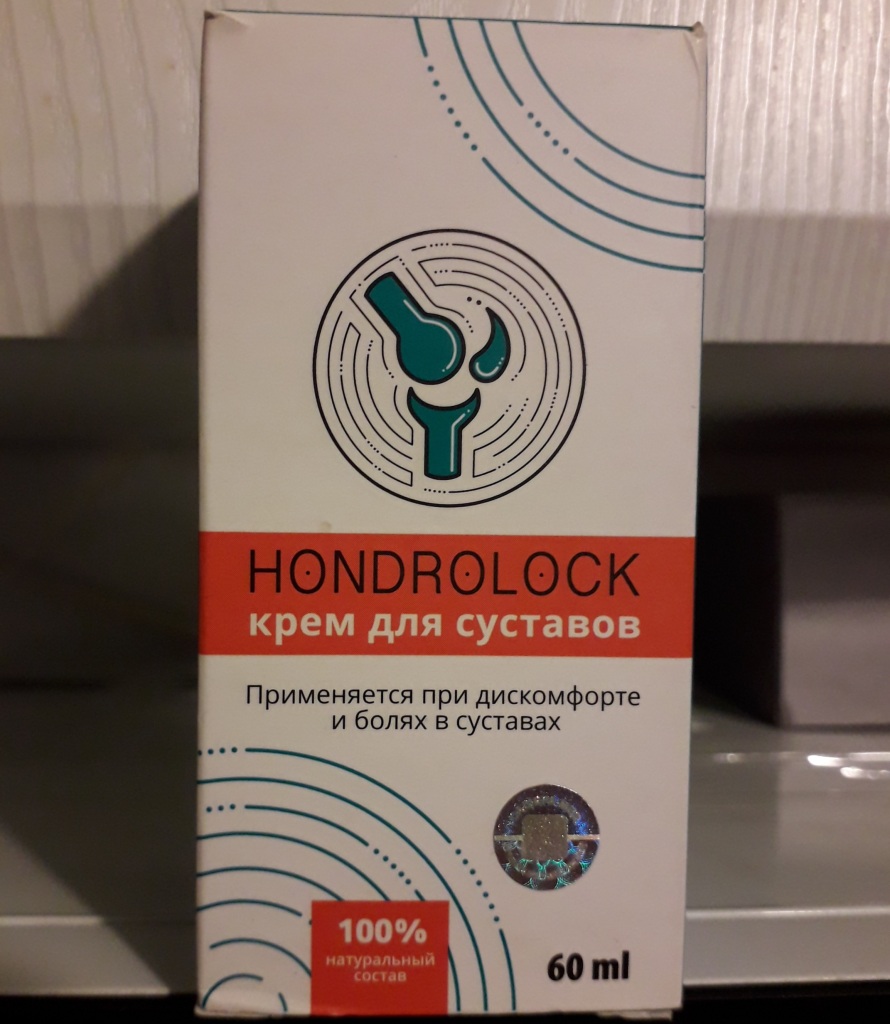 HONDROLOCK
крем для суставов
Применяется при дискомфорте
и болях в суставах
100%
натуральный
состав
60 ml